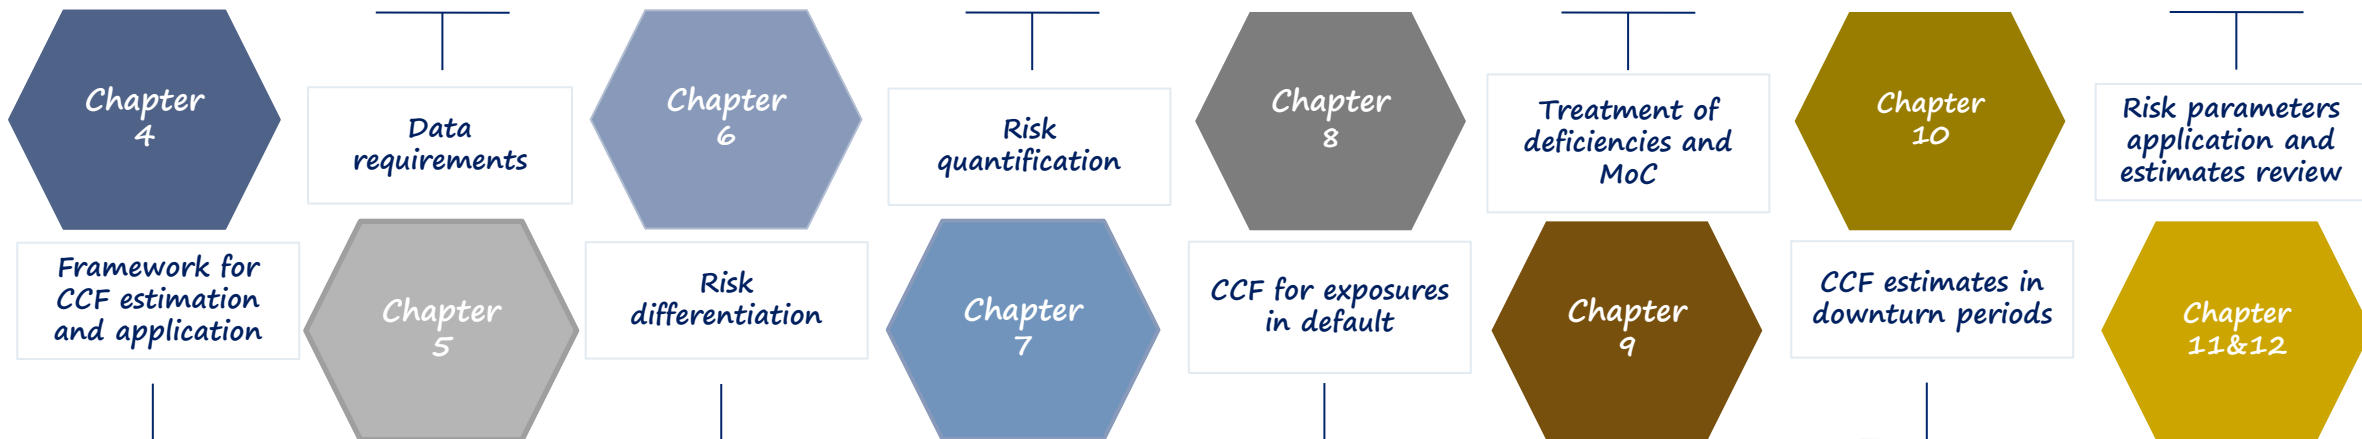 Chapter
4
Framework for
CCF estimation
and application
Data
requirements
Chapter
5
Chapter
6
Risk
differentiation
Risk
quantification
Chapter
7
Chapter
8
CCF for exposures
in default
Treatment of
deficiencies and
MoC
Chapter
9
Chapter
10
CCF estimates in
downturn periods
Risk parameters
application and
estimates review
Chapter
11&12